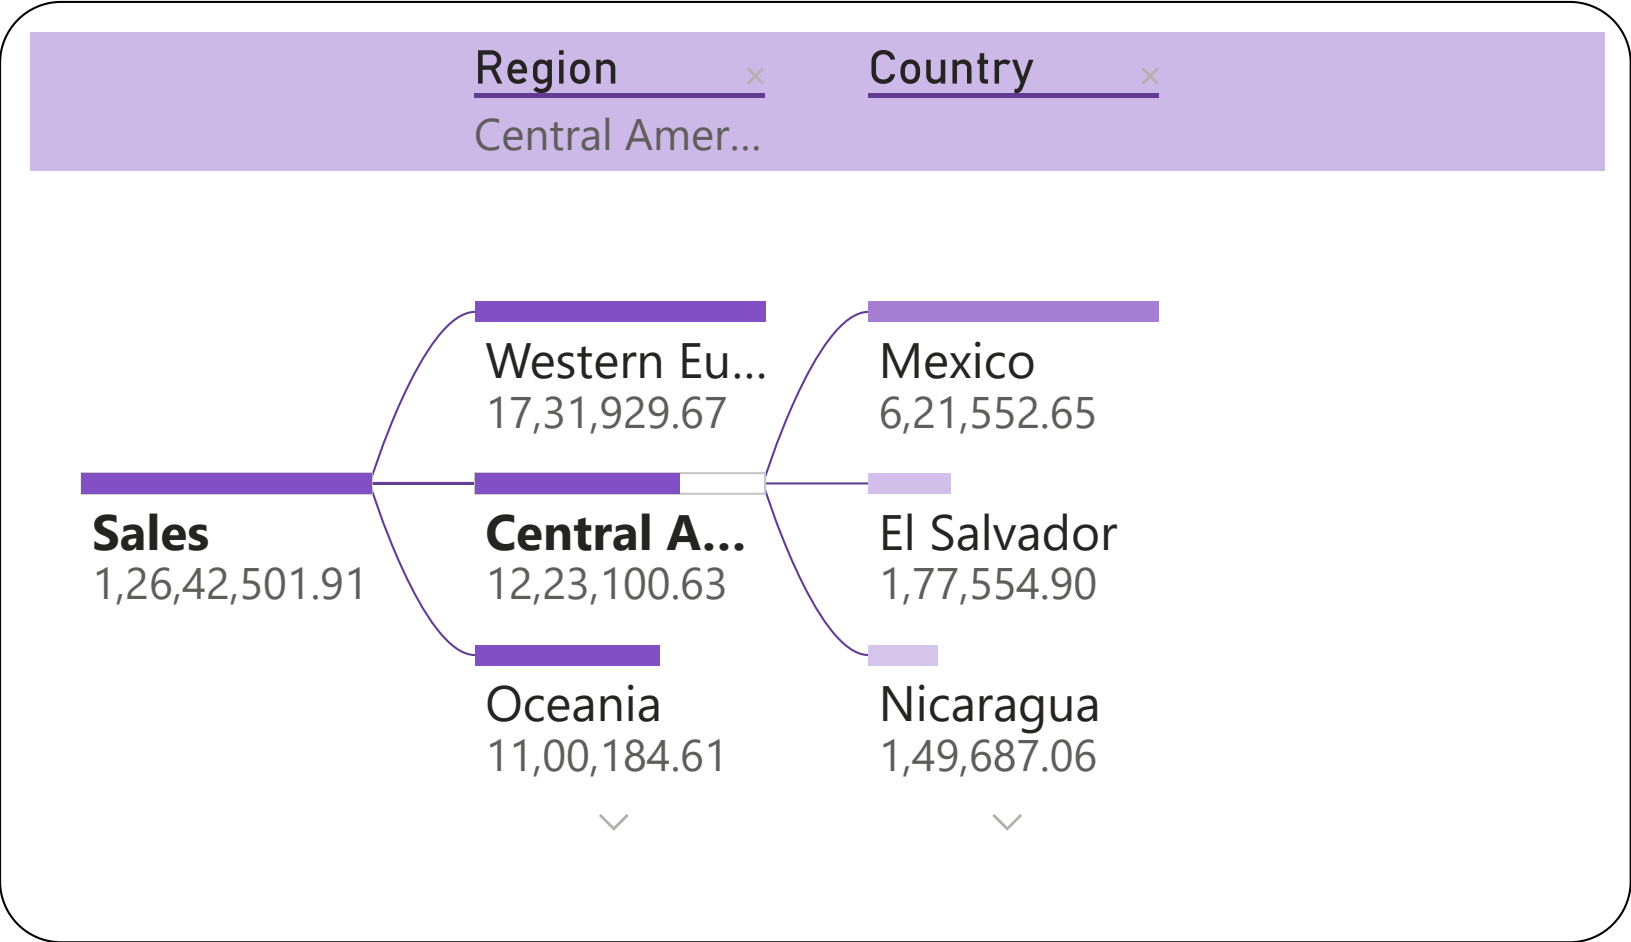 Region
Country
Central Amer...
Western Eu...
17,31,929.67
Mexico
6,21,552.65
Sales
1,26,42,501.91
Central A...
12,23,100.63
El Salvador
1,77,554.90
Oceania
11,00,184.61
Nicaragua
1,49,687.06